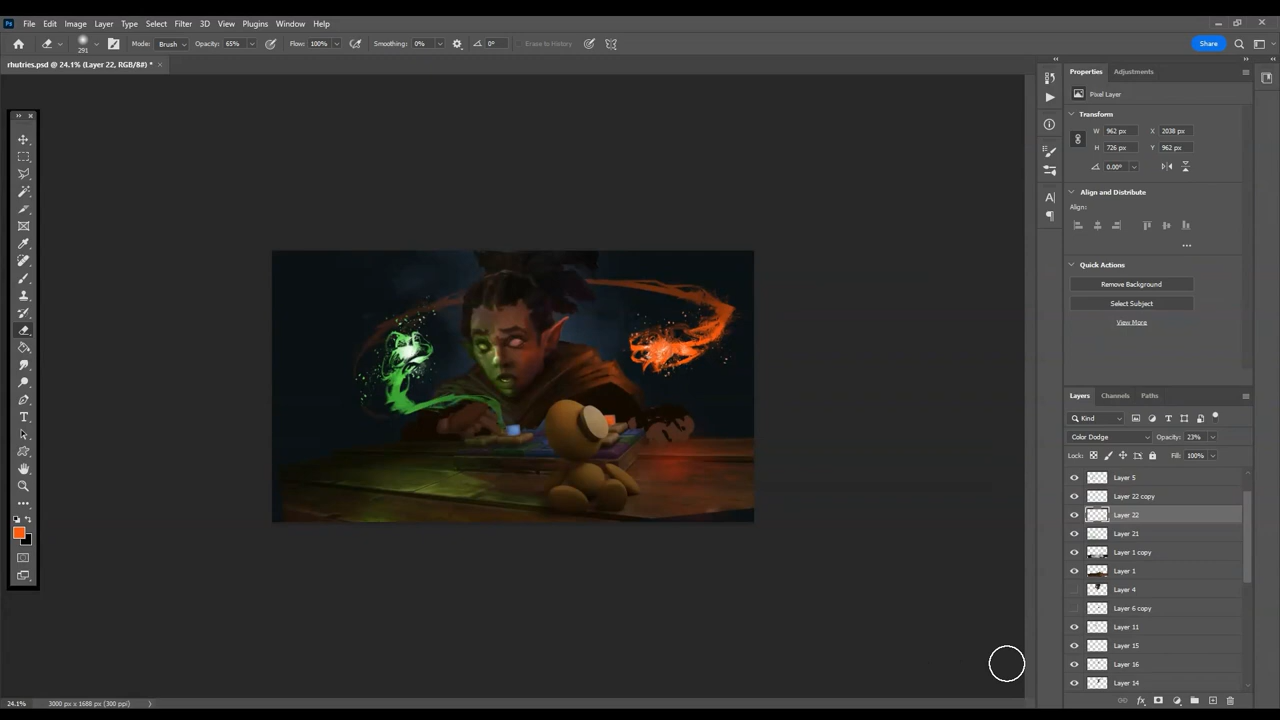 Ps File Edit Image Layer Type Select Filter 3D View Plugins Window Help
291 Mode: Brush Opacity: 65% Flow: 100% Smoothing: 0% 0° Erase to History Share
rhutries.psd @ 24.1% (Layer 22, RGB/8#) * ×
Properties Adjustments
Pixel Layer
Transform
W 962 px X 2038 px
H 726 px Y 962 px
0.00°
Align and Distribute
Align:
Quick Actions
Remove Background
Select Subject
View More
Layers Channels Paths
Kind
Color Dodge Opacity: 23%
Lock: Fill: 100%
Layer 5
Layer 22 copy
Layer 22
Layer 21
Layer 1 copy
Layer 1
Layer 4
Layer 6 copy
Layer 11
Layer 15
Layer 16
Layer 14
fx
24.1% 3000 px x 1688 px (300 ppi)